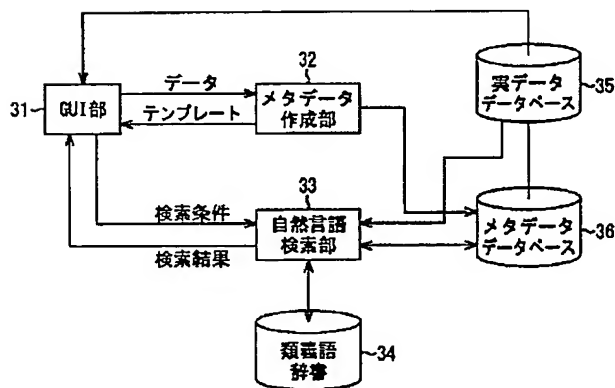 32
データ
メタデータ
作成部
テンプレート
31
GUI部
実データ
データベース
35
33
検索条件
自然言語
検索部
検索結果
メタデータ
データベース
36
類義語
辞書
34